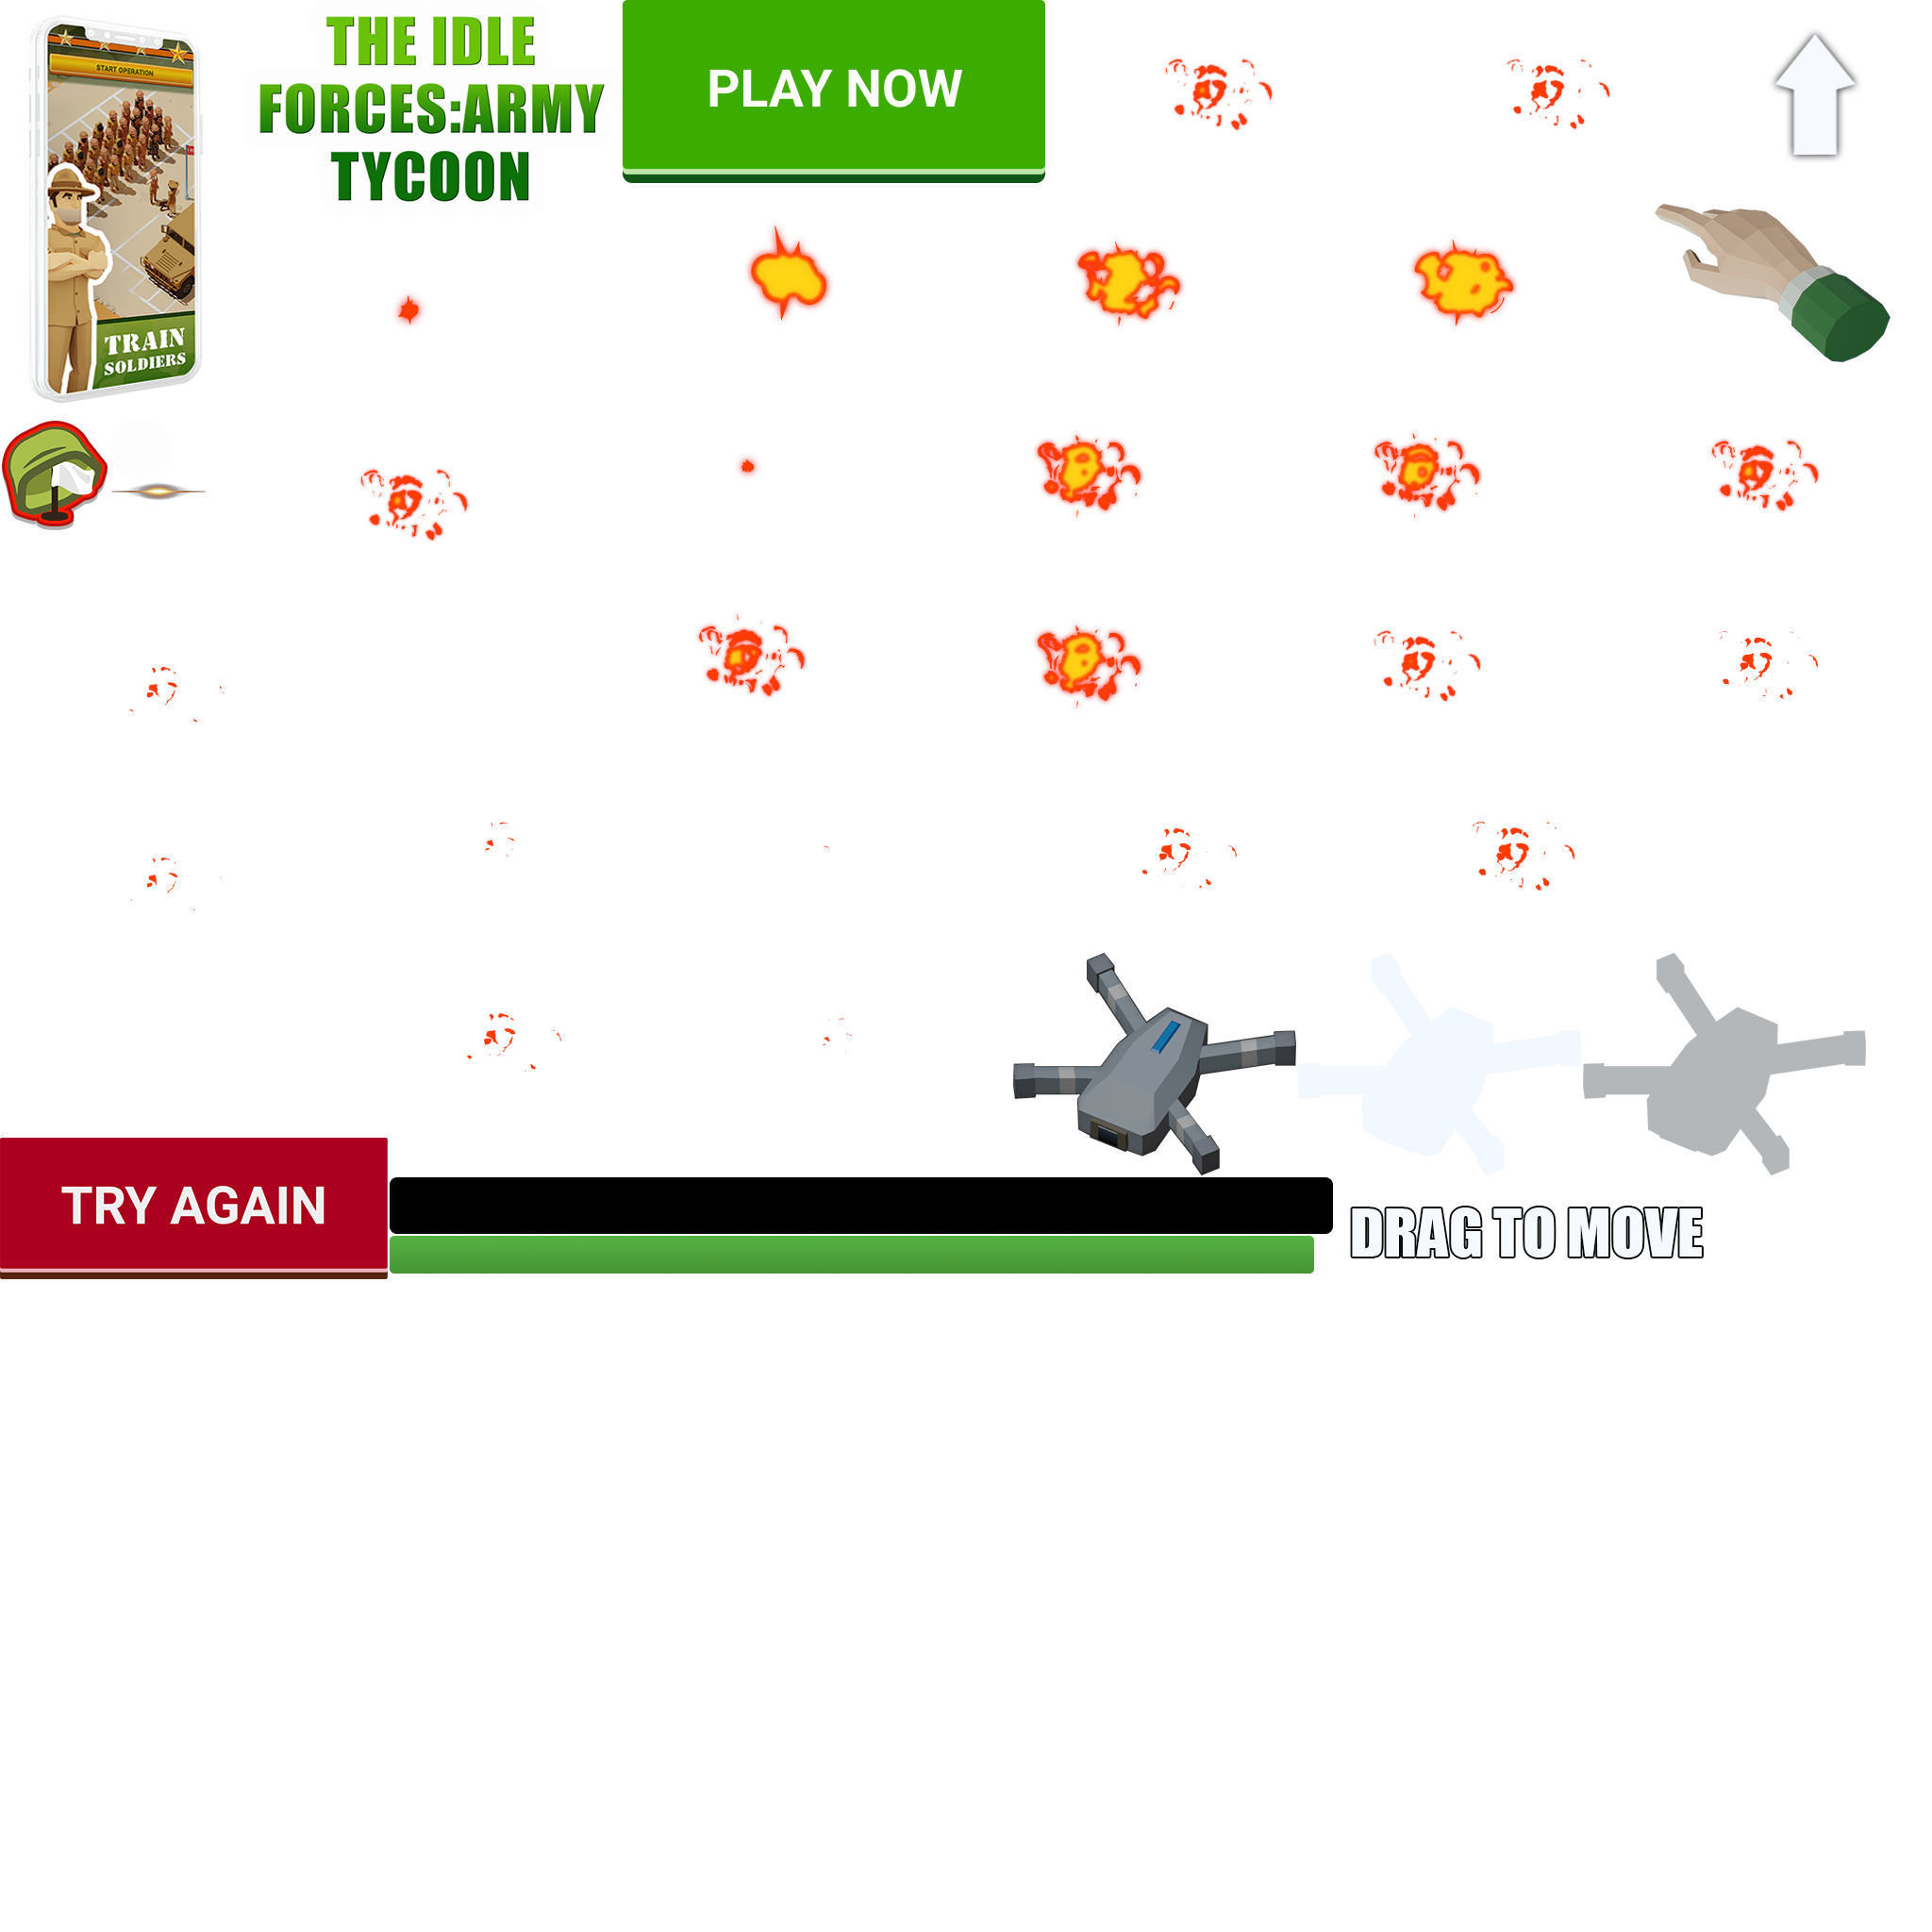 START OPERATION
TRAIN
SOLDIERS
THE IDLE
FORCES:ARMY
TYCOON
PLAY NOW
TRY AGAIN
DRAG TO MOVE